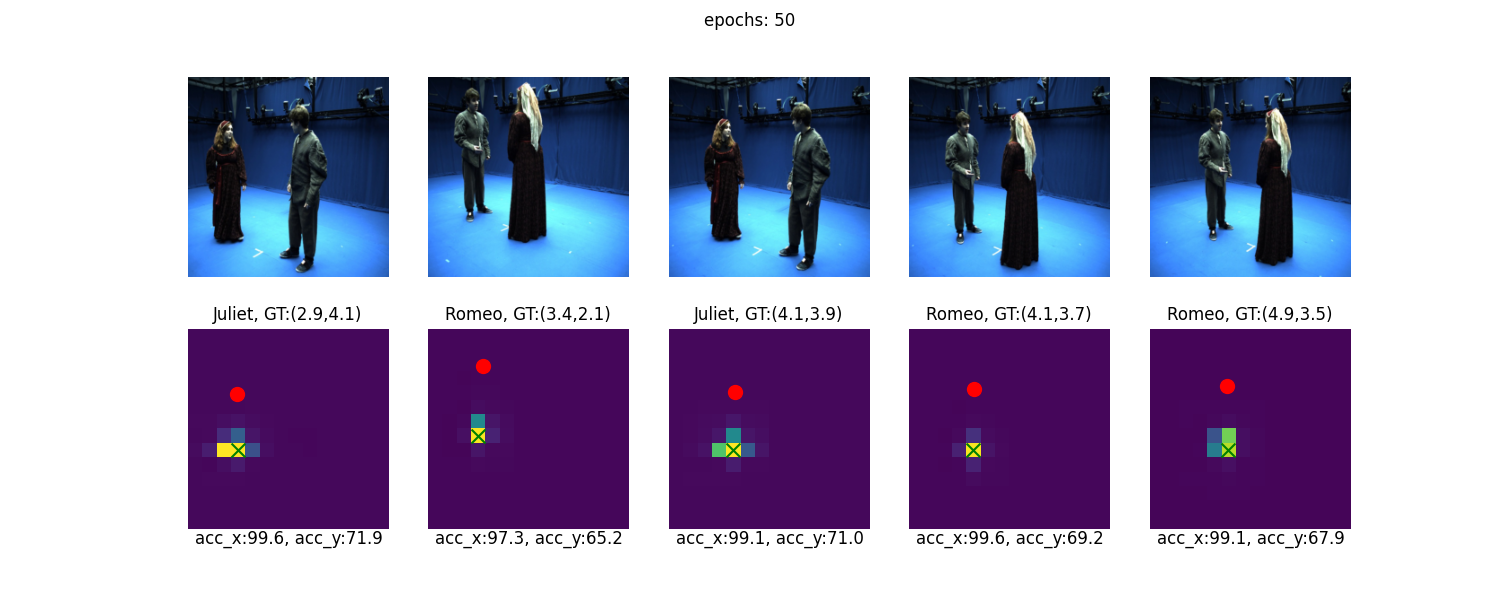 epochs: 50
Juliet, GT:(2.9,4.1)
Romeo, GT:(3.4,2.1)
Juliet, GT:(4.1,3.9)
Romeo, GT:(4.1,3.7)
Romeo, GT:(4.9,3.5)
acc_x:99.6, acc_y:71.9
acc_x:97.3, acc_y:65.2
acc_x:99.1, acc_y:71.0
acc_x:99.6, acc_y:69.2
acc_x:99.1, acc_y:67.9